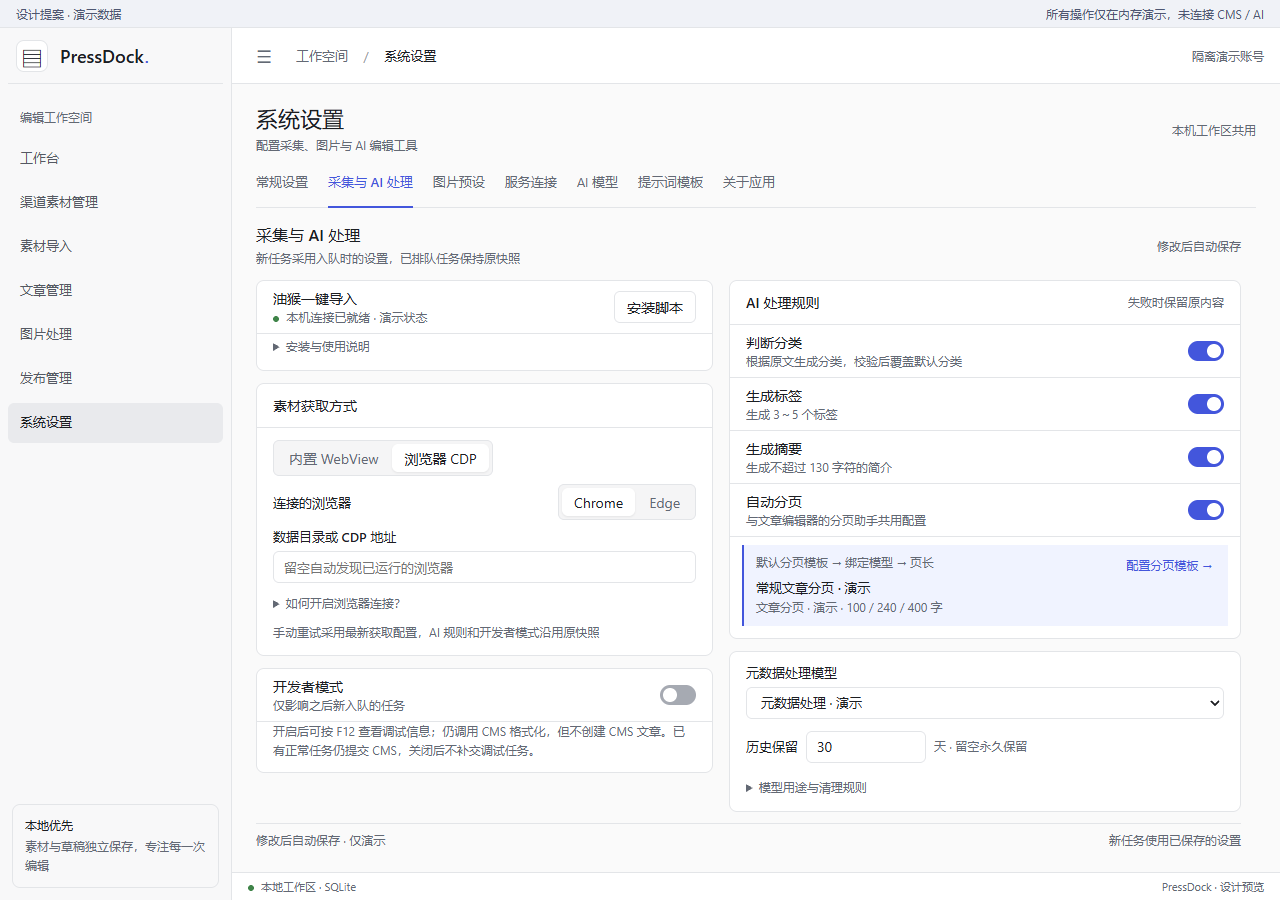 设计提案 · 演示数据
所有操作仅在内存演示，未连接 CMS / AI
PressDock.
工作空间 / 系统设置
隔离演示账号
编辑工作空间
工作台
渠道素材管理
素材导入
文章管理
图片处理
发布管理
系统设置
本地优先
素材与草稿独立保存，专注每一次
编辑
系统设置
配置采集、图片与 AI 编辑工具
本机工作区共用
常规设置 采集与 AI 处理 图片预设 服务连接 AI 模型 提示词模板 关于应用
采集与 AI 处理
新任务采用入队时的设置，已排队任务保持原快照
修改后自动保存
油猴一键导入
本机连接已就绪 · 演示状态
安装脚本
安装与使用说明
素材获取方式
内置 WebView 浏览器 CDP
连接的浏览器 Chrome Edge
数据目录或 CDP 地址
留空自动发现已运行的浏览器
如何开启浏览器连接?
手动重试采用最新获取配置，AI 规则和开发者模式沿用原快照
开发者模式
仅影响之后新入队的任务
开启后可按 F12 查看调试信息；仍调用 CMS 格式化，但不创建 CMS 文章。已
有正常任务仍提交 CMS，关闭后不补交调试任务。
AI 处理规则 失败时保留原内容
判断分类
根据原文生成分类，校验后覆盖默认分类
生成标签
生成 3 ~ 5 个标签
生成摘要
生成不超过 130 字符的简介
自动分页
与文章编辑器的分页助手共用配置
默认分页模板 → 绑定模型 → 页长
配置分页模板 →
常规文章分页 · 演示
文章分页 · 演示 · 100 / 240 / 400 字
元数据处理模型
元数据处理 · 演示
历史保留 30 天 · 留空永久保留
模型用途与清理规则
修改后自动保存 · 仅演示
新任务使用已保存的设置
本地工作区 · SQLite
PressDock · 设计预览